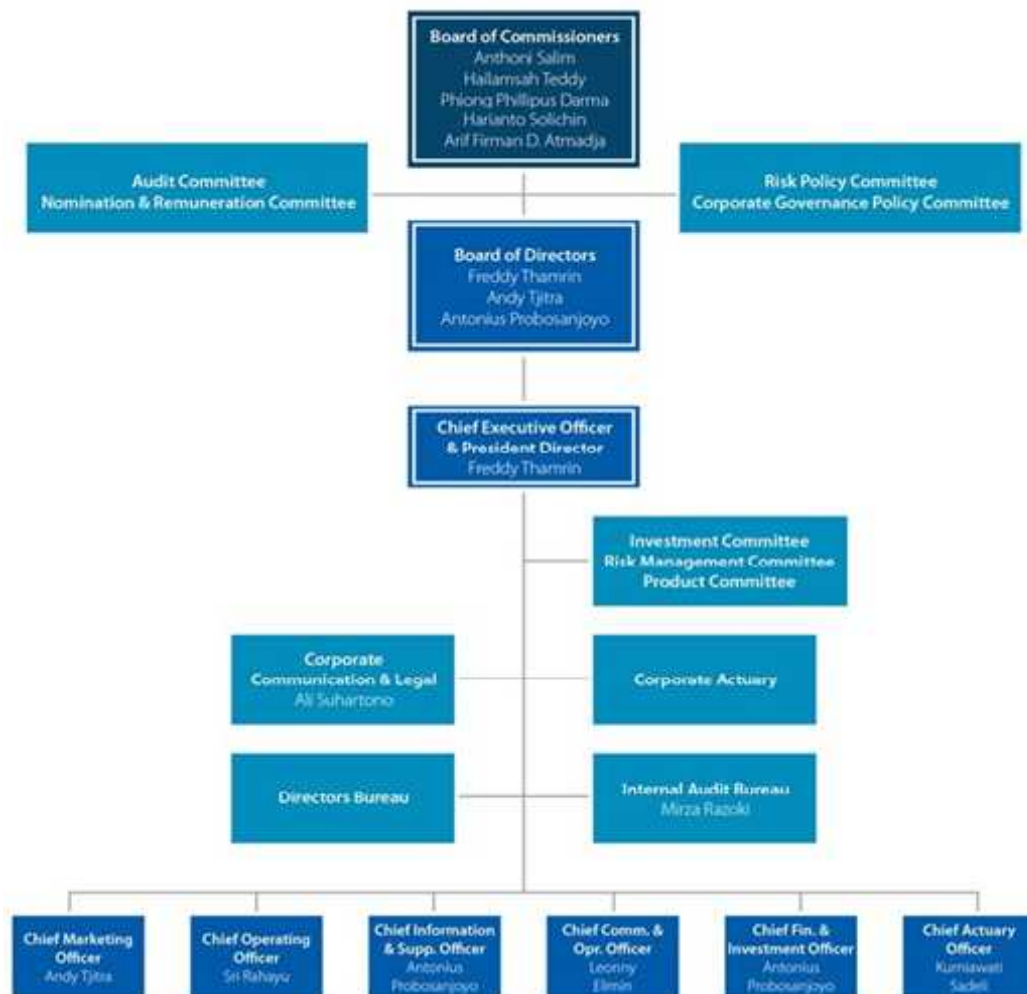 Board of Commissioners
Anthoni Salim
Hallamsah Teddy
Phiong Phillipus Darma
Harianto Solichin
Arif Firman D. Atmadja
Audit Committee
Nomination & Remuneration Committee
Risk Policy Committee
Corporate Governance Policy Committee
Board of Directors
Freddy Thamrin
Andy Tjitra
Antonius Probosanjoyo
Chief Executive Officer
& President Director
Freddy Thamrin
Investment Committee
Risk Management Committee
Product Committee
Corporate
Communication & Legal
Ali Suhartono
Corporate Actuary
Directors Bureau
Internal Audit Bureau
Mirza Razoki
Chief Marketing
Officer
Andy Tjitra
Chief Operating
Officer
Sri Rahayu
Chief Information
& Supp. Officer
Antonius
Probosanjoyo
Chief Comm. &
Opr. Officer
Leonny
Elimin
Chief Fin. &
Investment Officer
Antonius
Probosanjoyo
Chief Actuary
Officer
Kurniawati
Sadeli